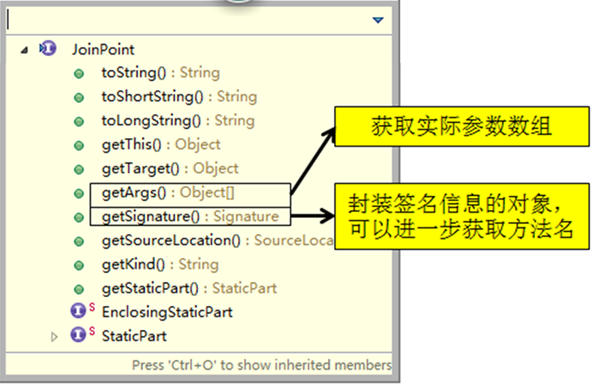 JoinPoint
toString() : String
toShortString() : String
toLongString() : String
getThis() : Object
getTarget() : Object
getArgs() : Object[]
getSignature() : Signature
getSourceLocation() : SourceLoca
getKind() : String
getStaticPart() : StaticPart
S EnclosingStaticPart
S StaticPart
Press 'Ctrl+O' to show inherited members
获取实际参数数组
封装签名信息的对象，
可以进一步获取方法名